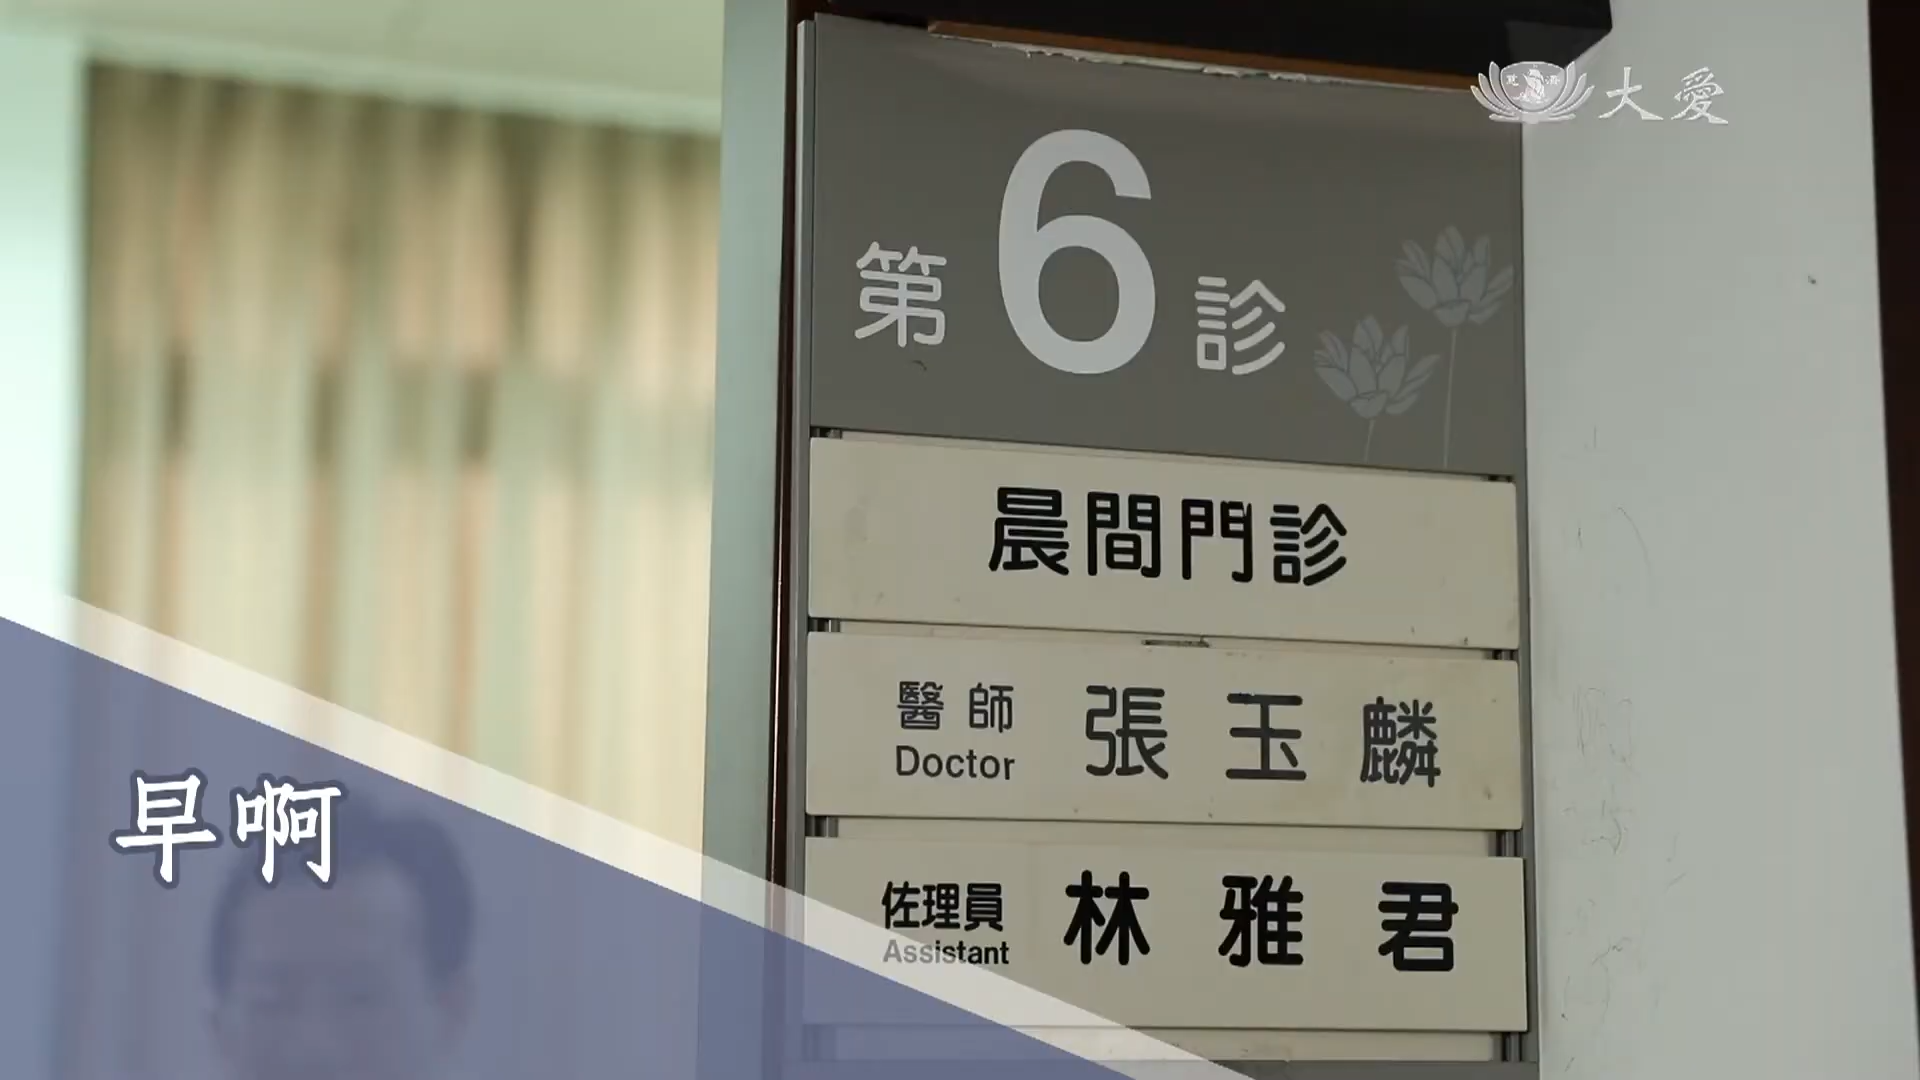 大愛
第6診
晨間門診
醫師 張玉麟
Doctor
佐理員 林雅君
Assistant
早啊